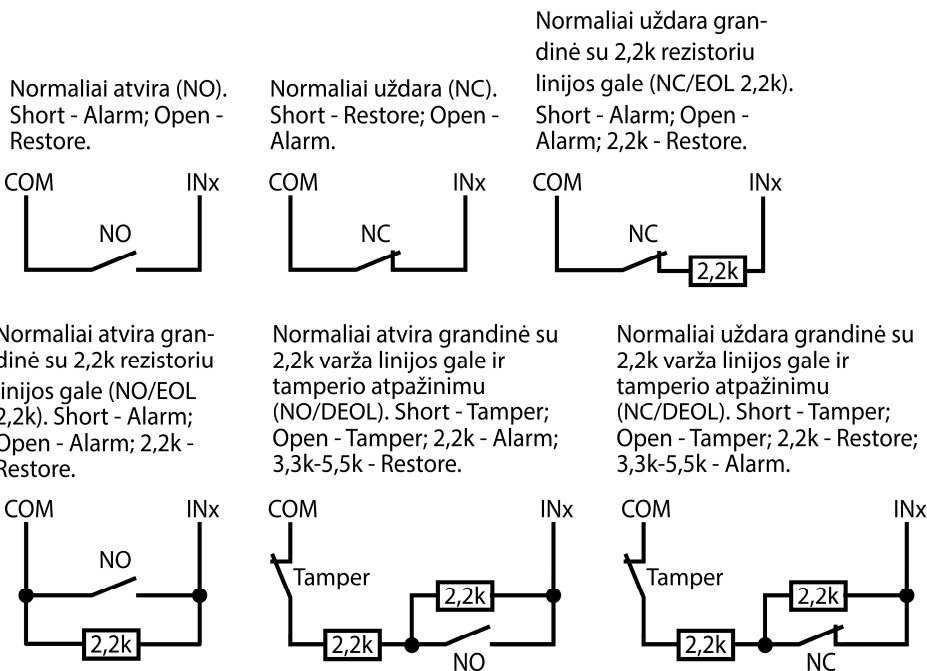 Normaliai atvira (NO).
Short - Alarm; Open -
Restore.
COM
INx
NO
Normaliai uždara (NC).
Short - Restore; Open -
Alarm.
COM
INx
NC
Normaliai uždara gran-
dinė su 2,2k rezistoriu
linijos gale (NC/EOL 2,2k).
Short - Alarm; Open -
Alarm; 2,2k - Restore.
COM
INx
NC
2,2k
Normaliai atvira gran-
dinė su 2,2k rezistoriu
linijos gale (NO/EOL
2,2k). Short - Alarm;
Open - Alarm; 2,2k -
Restore.
COM
INx
NO
2,2k
Normaliai atvira grandinė su
2,2k varža linijos gale ir
tamperio atpažinimu
(NO/DEOL). Short - Tamper;
Open - Tamper; 2,2k - Alarm;
3,3k-5,5k - Restore.
COM
INx
Tamper
2,2k
2,2k
NO
Normaliai uždara grandinė su
2,2k varža linijos gale ir
tamperio atpažinimu
(NC/DEOL). Short - Tamper;
Open - Tamper; 2,2k - Restore;
3,3k-5,5k - Alarm.
COM
INx
Tamper
2,2k
2,2k
NC